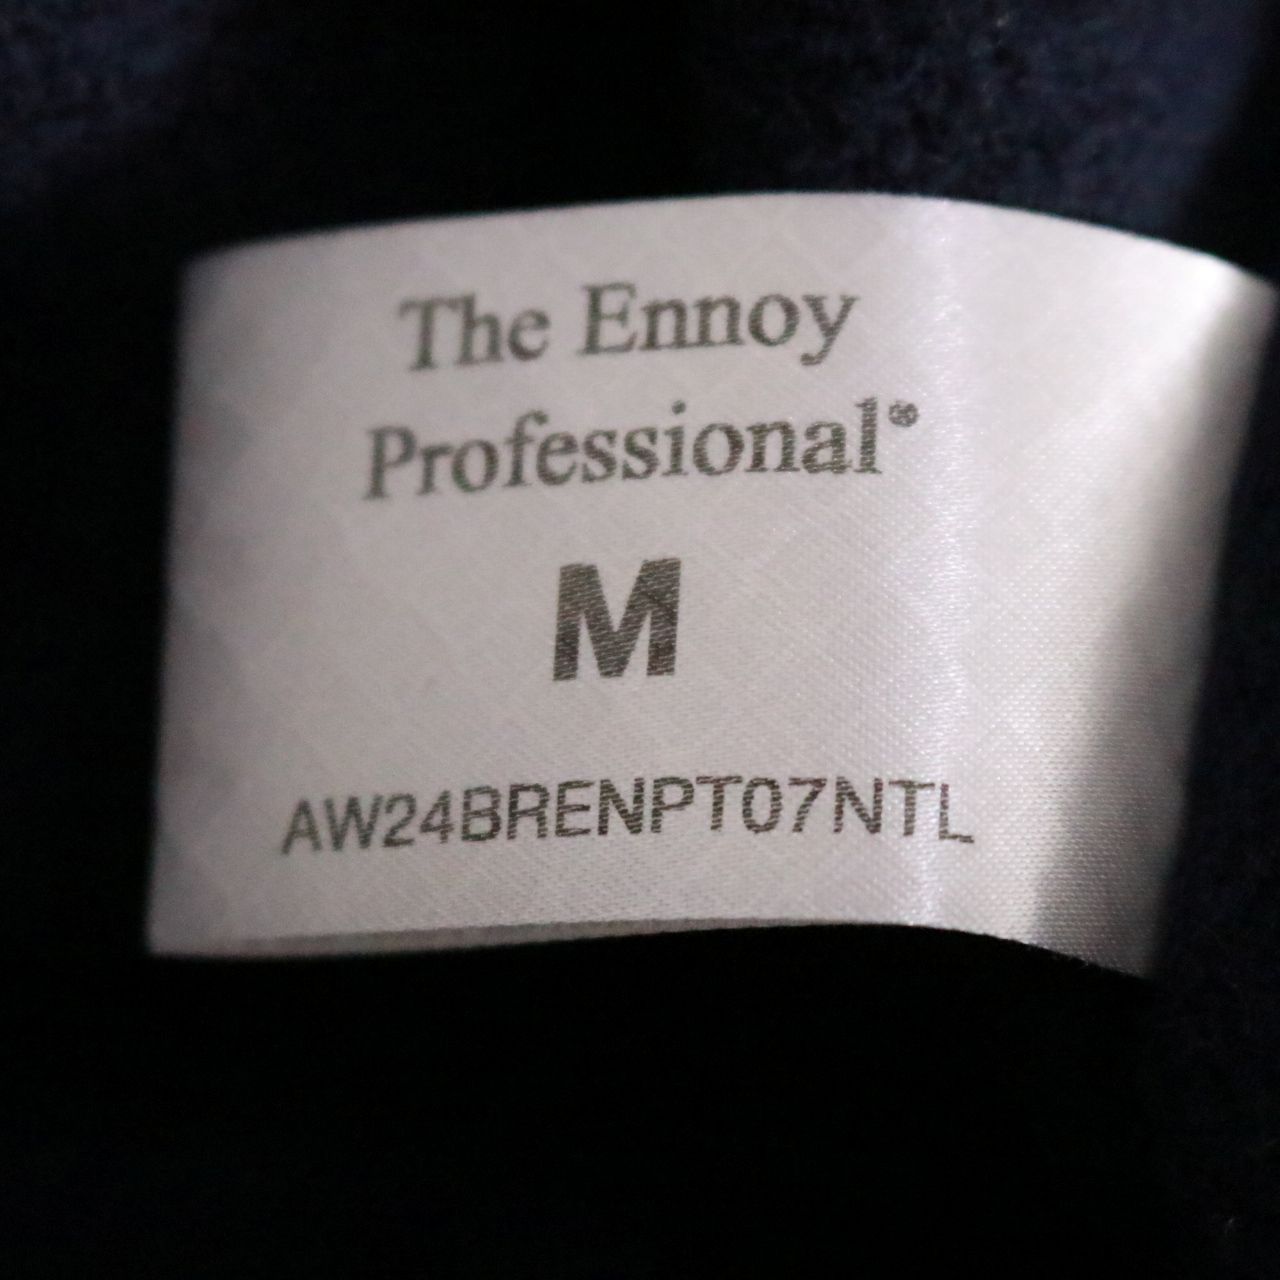 The Ennoy
Professional®
M
AW24BRENPT07NTL